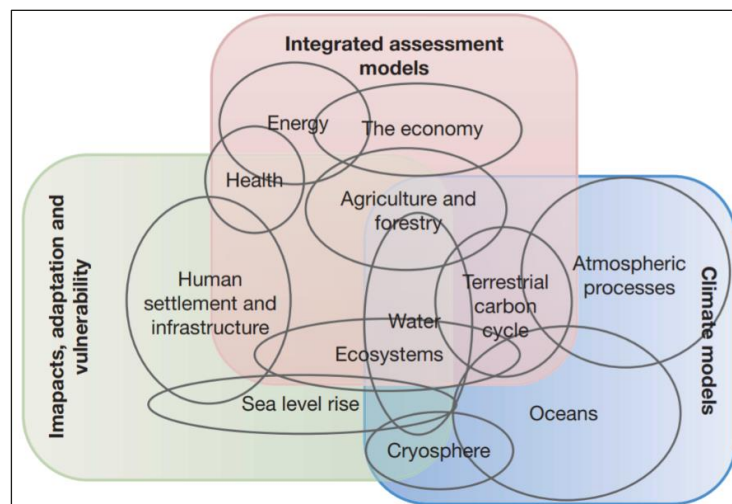 Integrated assessment
models
Energy
The economy
Health
Agriculture and
forestry
Imapacts, adaptation and
vulnerability
Human
settlement and
infrastructure
Water
Terrestrial
carbon
cycle
Atmospheric
processes
Climate models
Ecosystems
Sea level rise
Oceans
Cryosphere